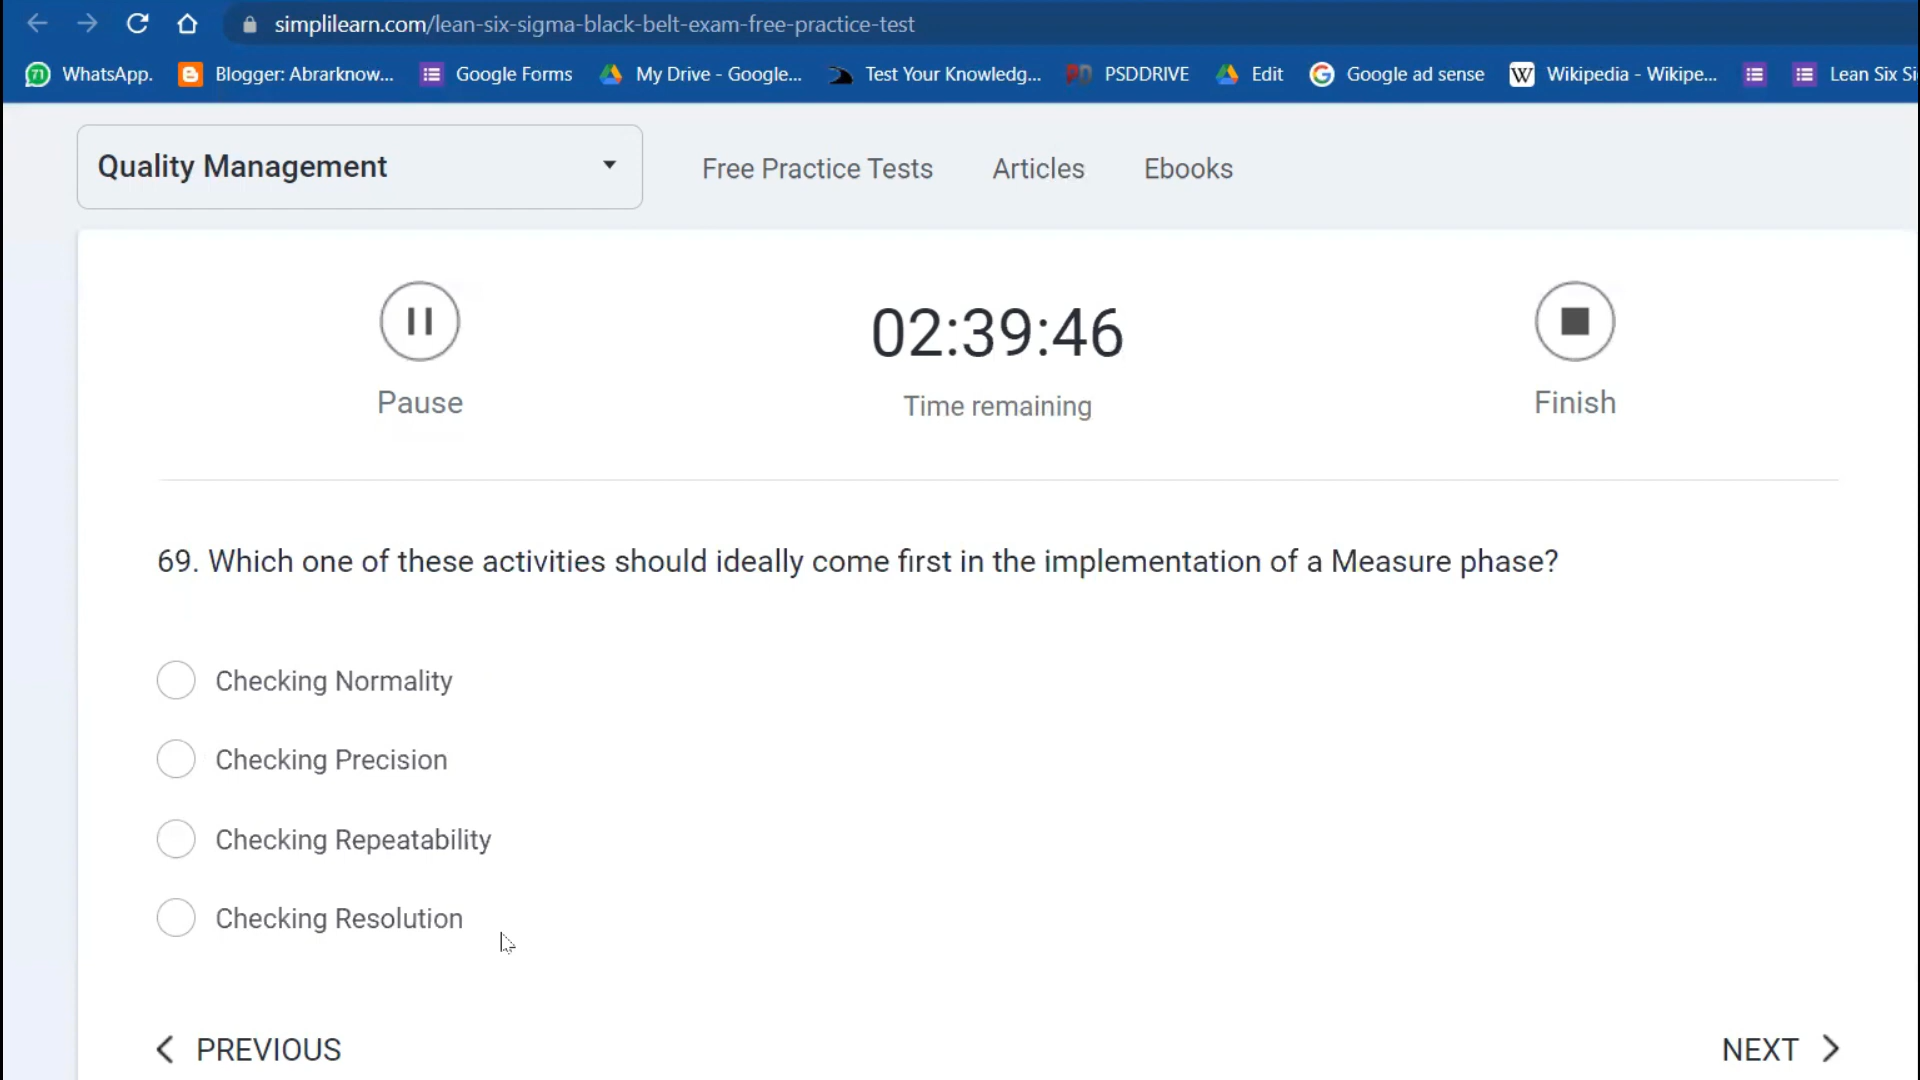 simplilearn.com/lean-six-sigma-black-belt-exam-free-practice-test
71 WhatsApp. Blogger: Abrarknow... Google Forms My Drive - Google... Test Your Knowledg... PD PSDDRIVE Edit G Google ad sense W Wikipedia - Wikipe... Lean Six Si
Quality Management Free Practice Tests Articles Ebooks
02:39:46
Pause Time remaining Finish
69. Which one of these activities should ideally come first in the implementation of a Measure phase?
Checking Normality
Checking Precision
Checking Repeatability
Checking Resolution
PREVIOUS NEXT